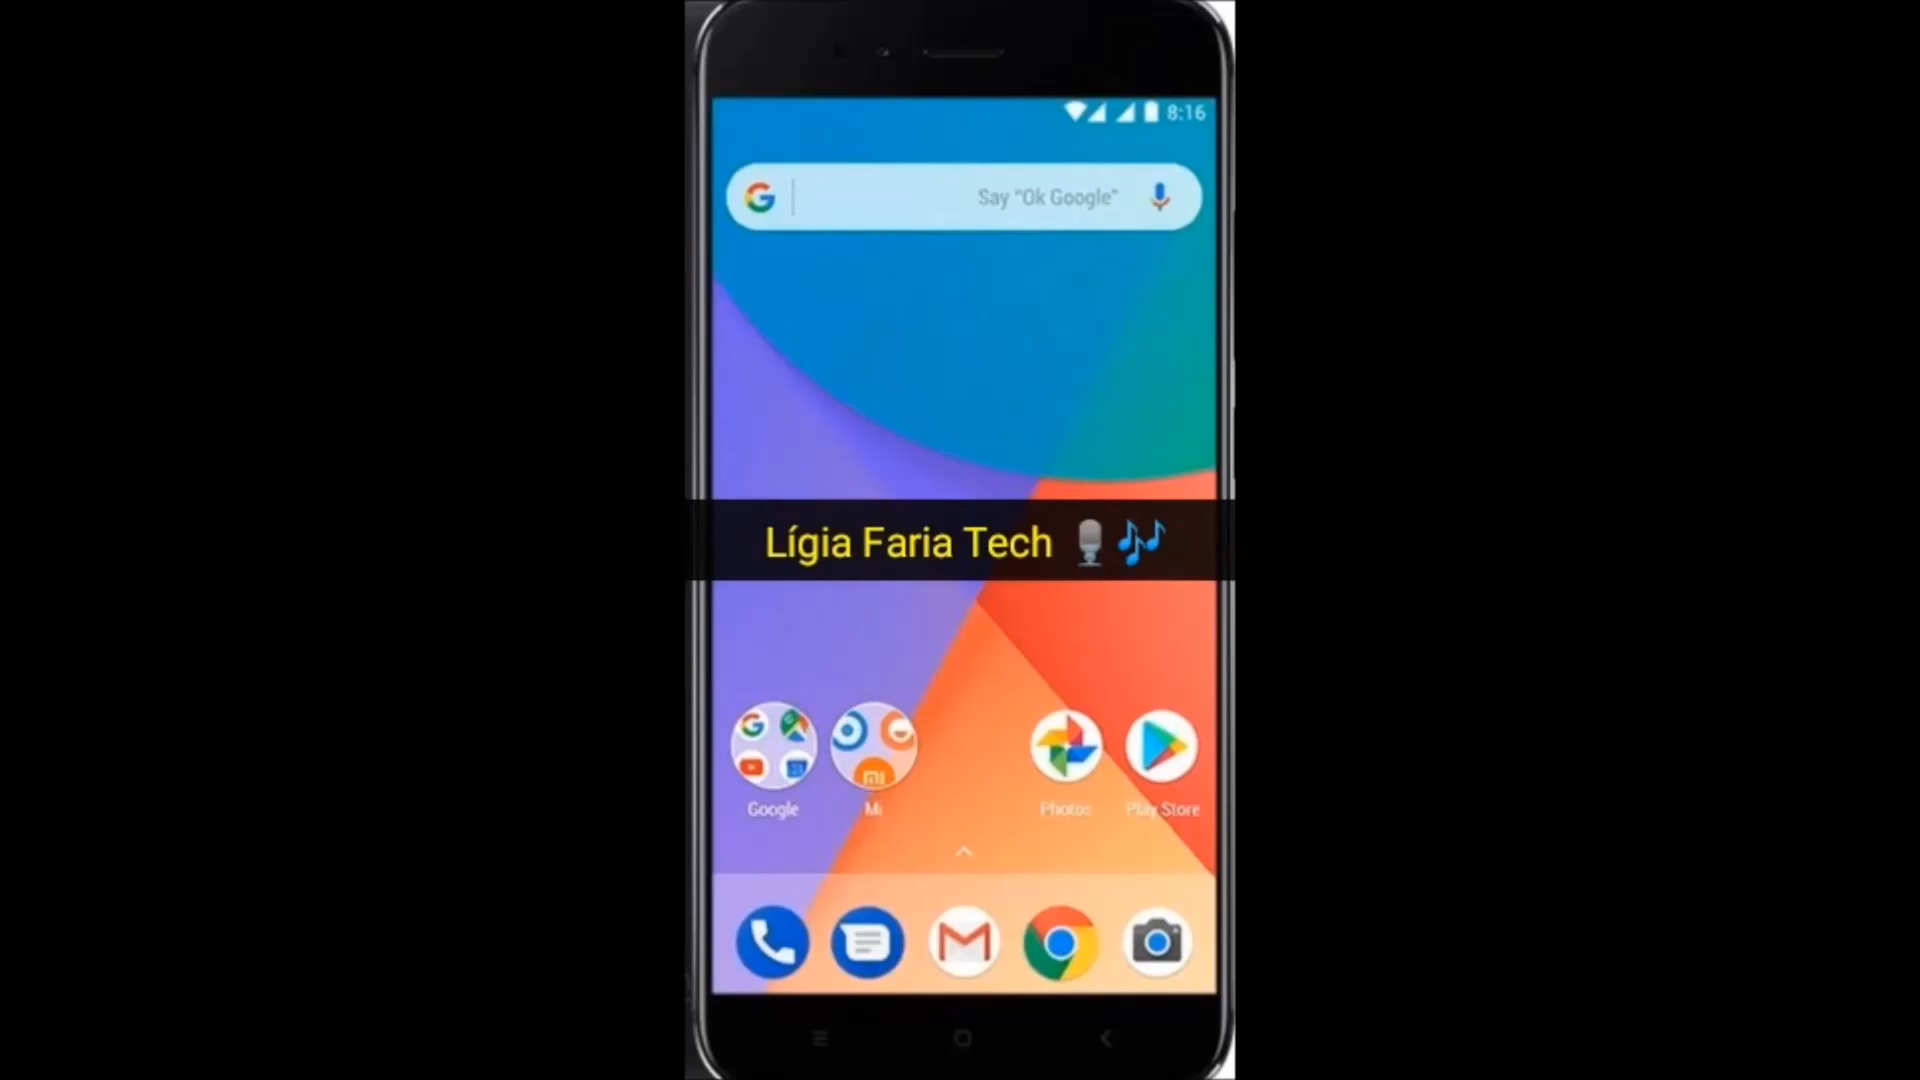 8:16
Say "Ok Google"
Lígia Faria Tech 🎙️🎶
Google
Mi
Photos
Play Store